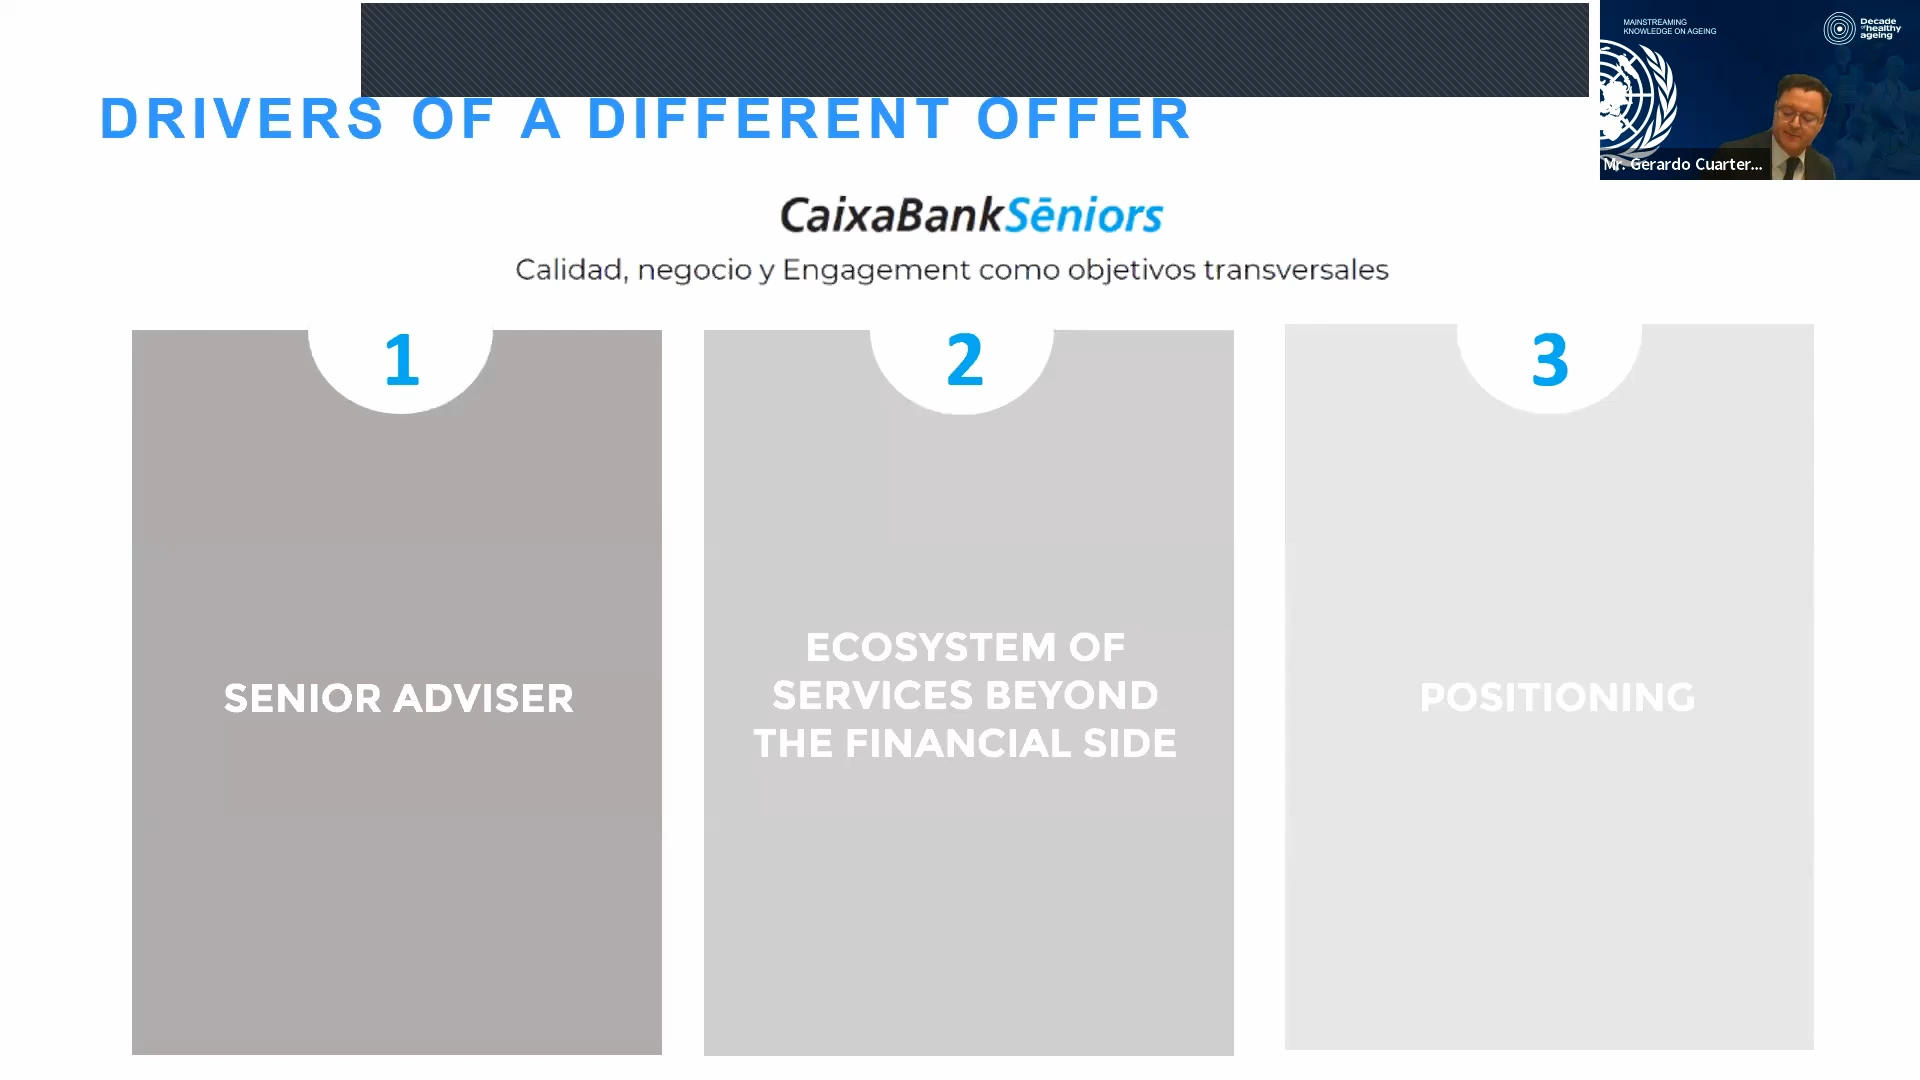 DRIVERS OF A DIFFERENT OFFER
MAINSTREAMING
KNOWLEDGE ON AGEING
Decade
of healthy
ageing
Mr. Gerardo Cuarter...
CaixaBankSēniors
Calidad, negocio y Engagement como objetivos transversales
1
2
3
SENIOR ADVISER
ECOSYSTEM OF
SERVICES BEYOND
THE FINANCIAL SIDE
POSITIONING